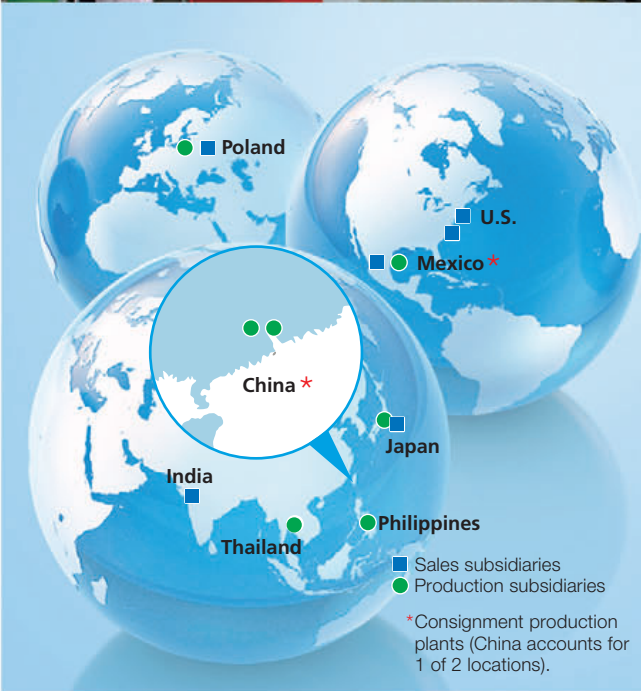 Poland
U.S.
Mexico*
China*
Japan
India
Philippines
Thailand
Sales subsidiaries
Production subsidiaries
*Consignment production
plants (China accounts for
1 of 2 locations).